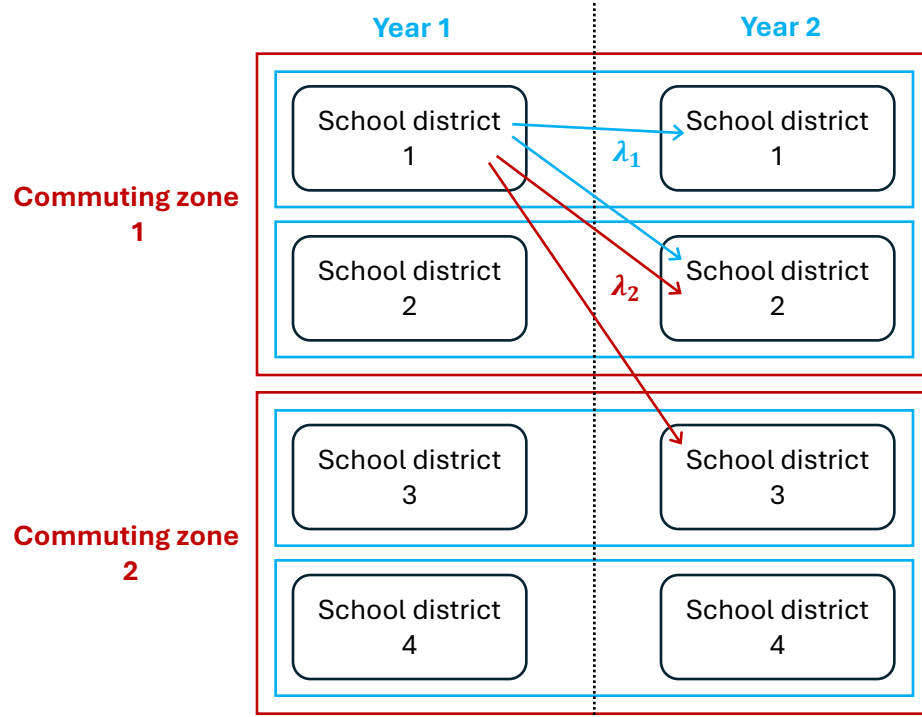 Year 1
Year 2
Commuting zone
1
School district
1
School district
1
λ₁
School district
2
School district
2
λ₂
Commuting zone
2
School district
3
School district
3
School district
4
School district
4